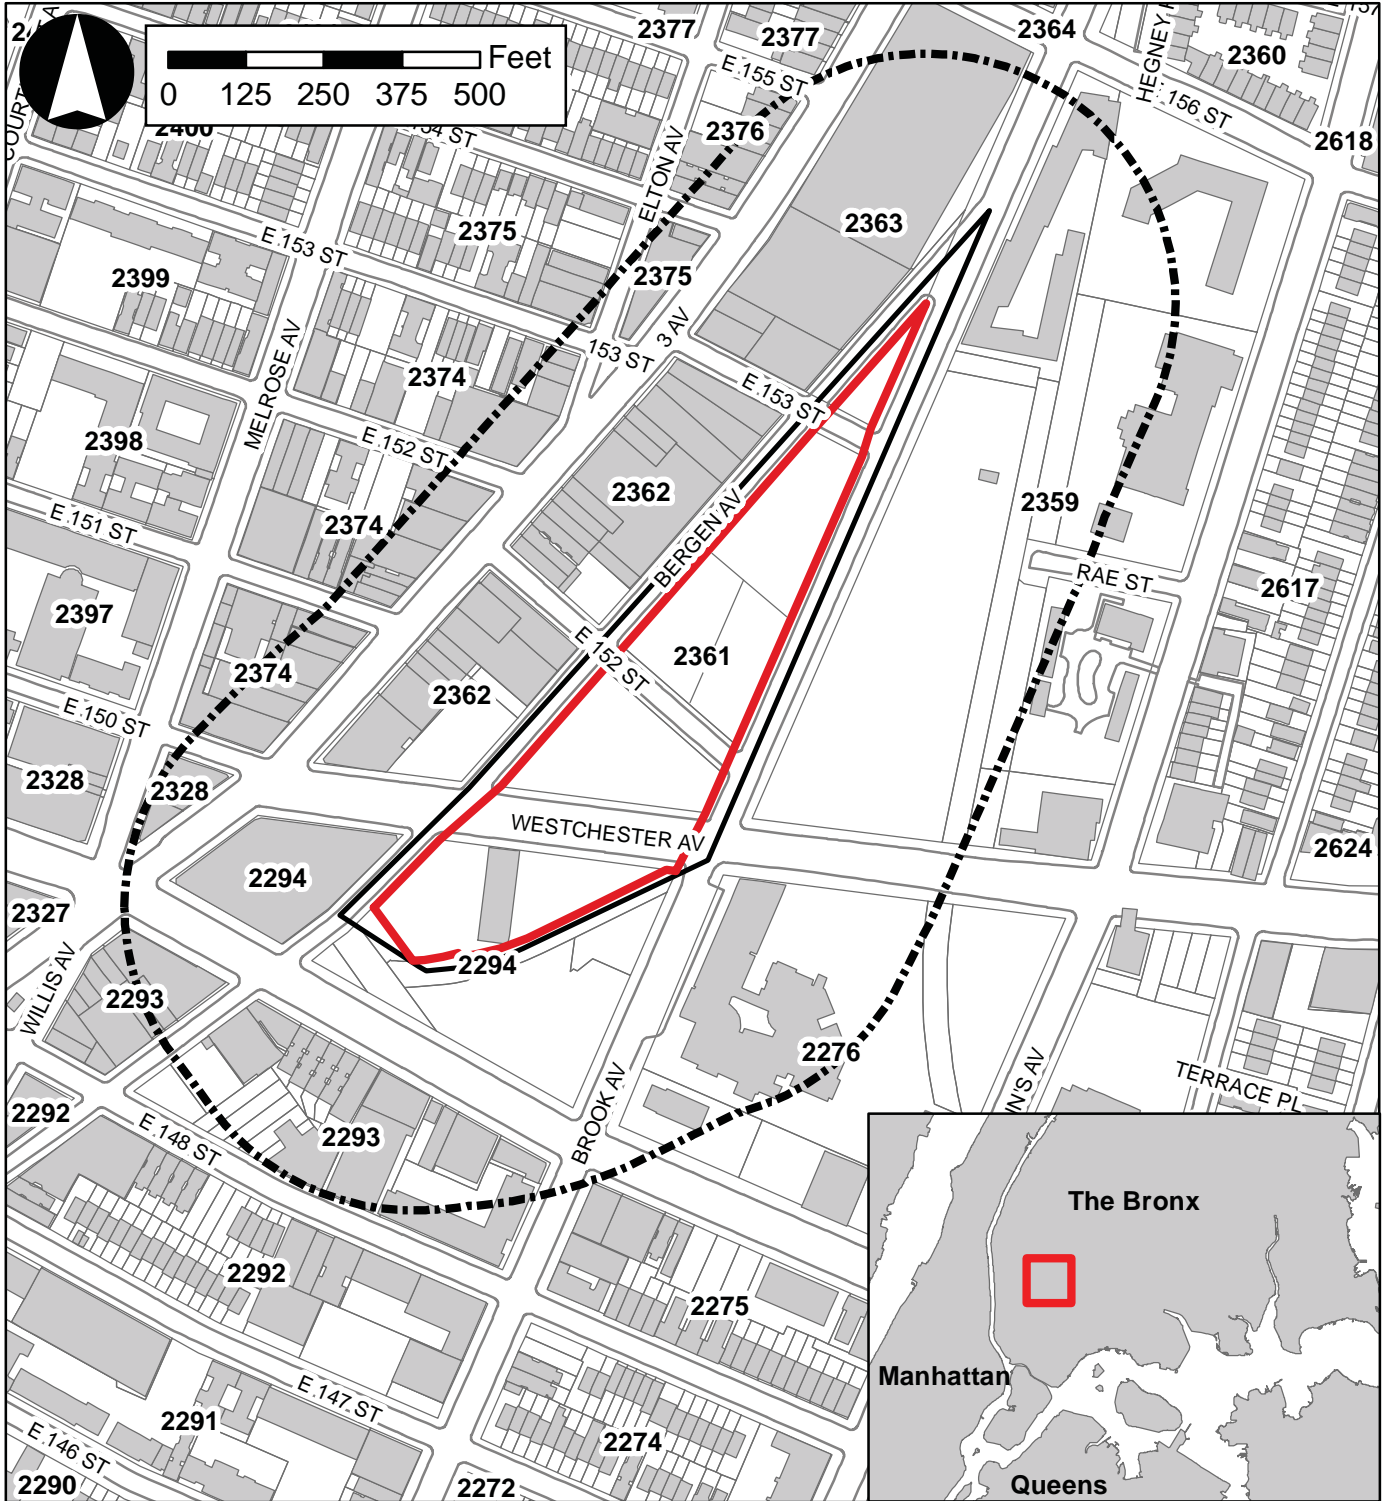 2377
2377
2364
HEGNEY
2360
Feet
0 125 250 375 500
E.155 ST
E 156 ST
2400
2376
2618
ELTON AV
2375
2363
E.153 ST
2399
2375
3 AV
153 ST
MELROSE AV
2374
E.153 ST
2398
E.152 ST
2362
BERGEN AV
2359
E.151 ST
2374
RAE ST
2397
2617
E.152 ST
2361
2374
2362
E.150 ST
2328
2328
WESTCHESTER AV
2624
2294
2327
2294
WILLIS AV
2293
2276
TERRACE PL
BROOK AV
2292
E.148 ST
2293
The Bronx
2292
2275
Manhattan
E.147 ST
2291
2274
E.146 ST
2290
2272
Queens